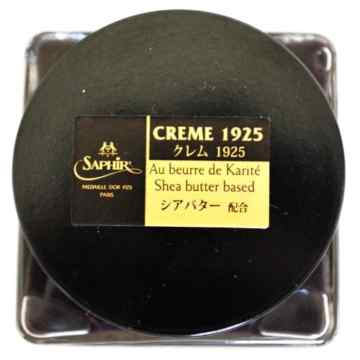 SAPHIR
MEDAILLE D'OR 1925
PARIS
CREME 1925
クレム 1925
Au beurre de Karité
Shea butter based
シアバター 配合